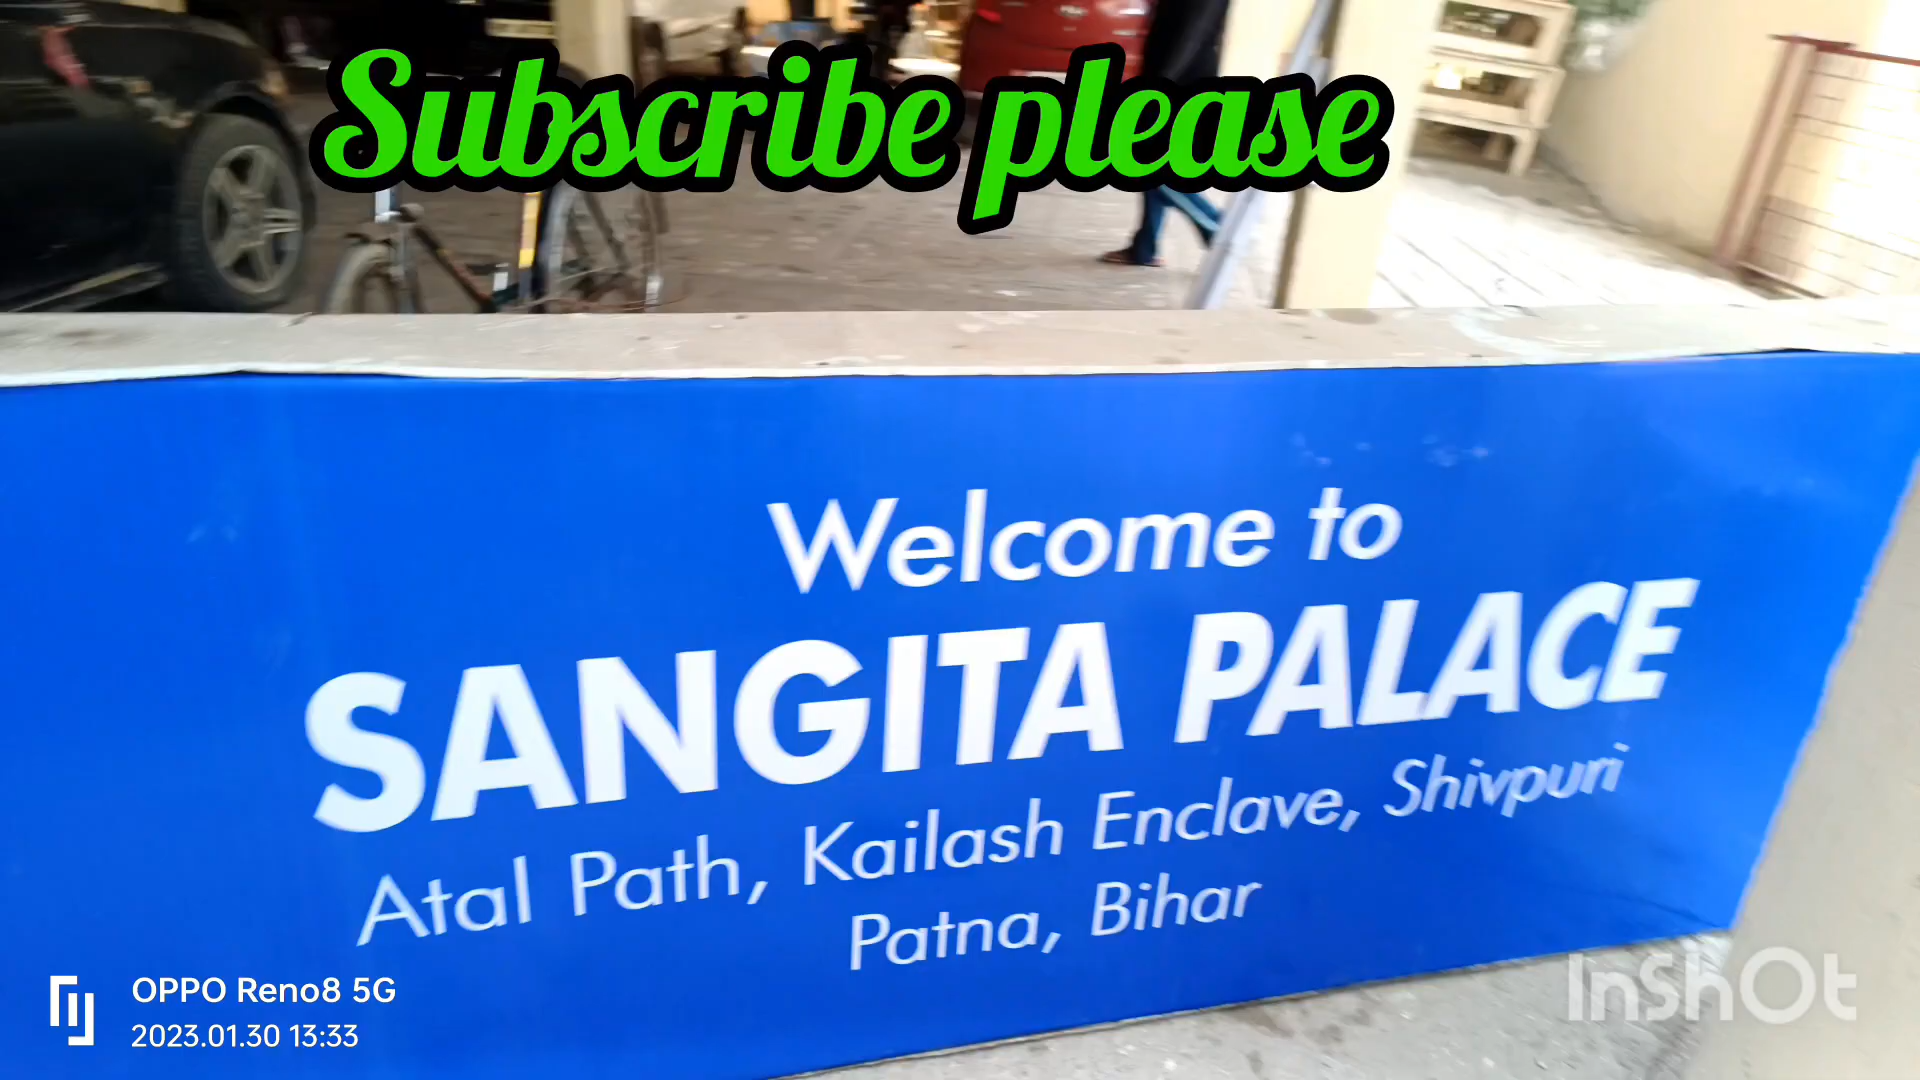 Subscribe please
Welcome to
SANGITA PALACE
Atal Path, Kailash Enclave, Shivpuri
Patna, Bihar
OPPO Reno8 5G
2023.01.30 13:33
InShOt